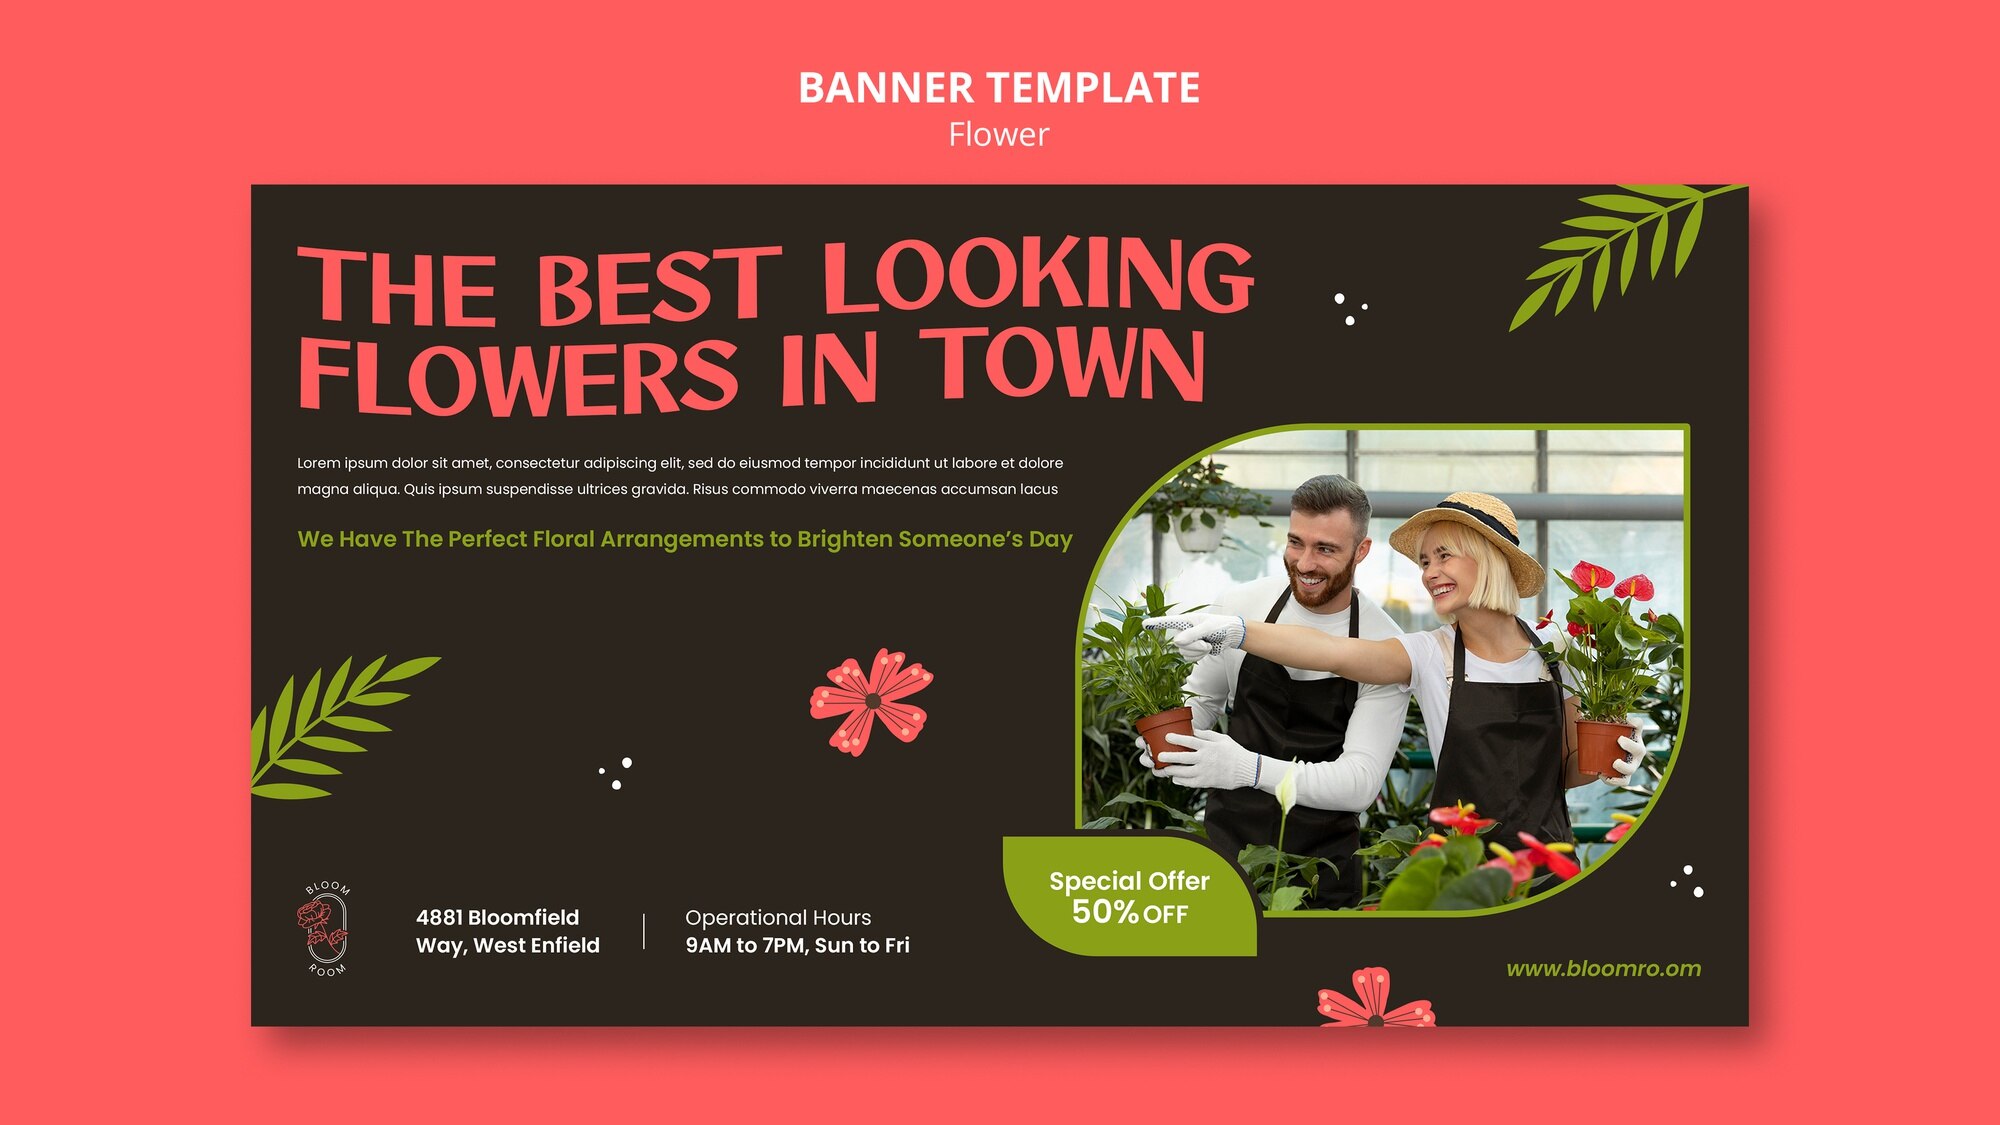 BANNER TEMPLATE
Flower
THE BEST LOOKING
FLOWERS IN TOWN
Lorem ipsum dolor sit amet, consectetur adipiscing elit, sed do eiusmod tempor incididunt ut labore et dolore
magna aliqua. Quis ipsum suspendisse ultrices gravida. Risus commodo viverra maecenas accumsan lacus
We Have The Perfect Floral Arrangements to Brighten Someone’s Day
Special Offer
50% OFF
BLOOM
ROOM
4881 Bloomfield
Way, West Enfield
Operational Hours
9AM to 7PM, Sun to Fri
www.bloomro.om